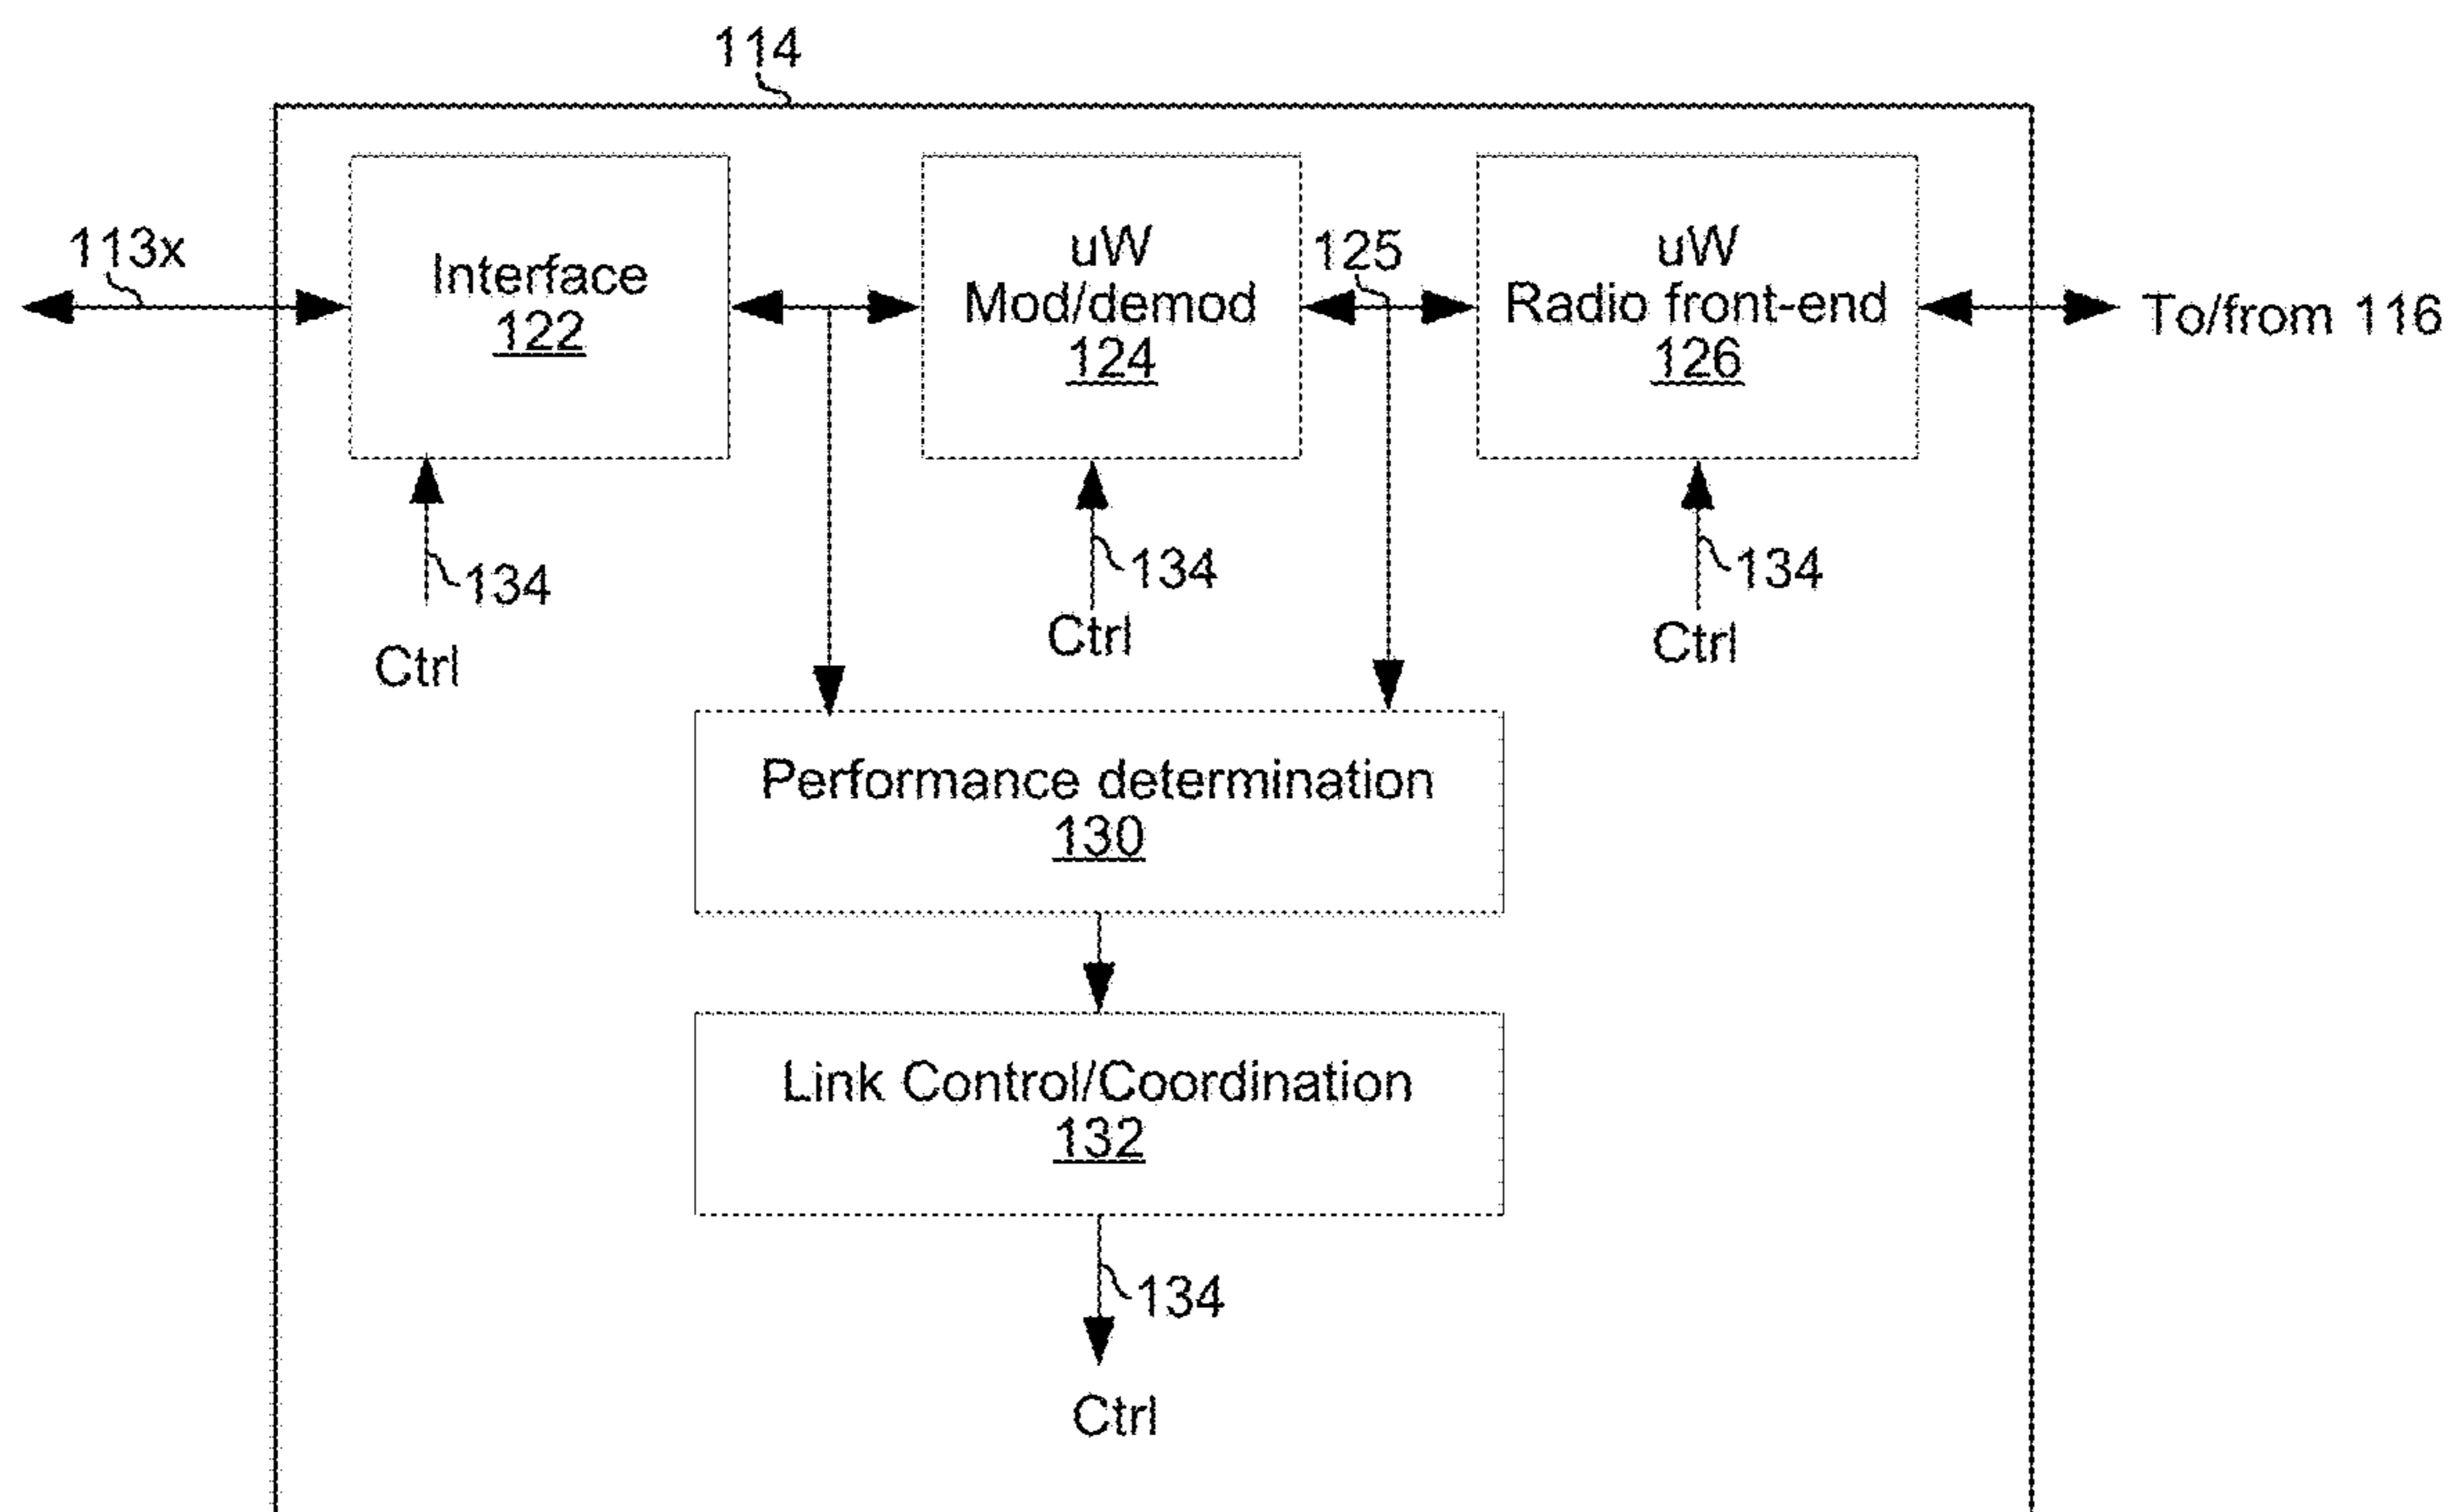 114
113x
Interface
122
uW
Mod/demod
124
125
uW
Radio front-end
126
To/from 116
134
Ctrl
134
Ctrl
134
Ctrl
Performance determination
130
Link Control/Coordination
132
134
Ctrl